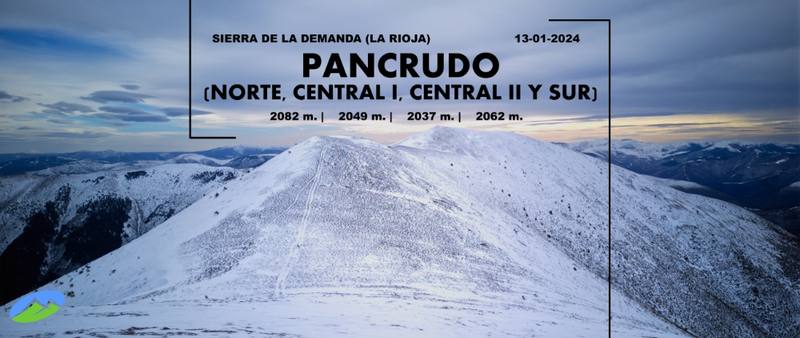 SIERRA DE LA DEMANDA (LA RIOJA) 13-01-2024
PANCRUDO
(NORTE, CENTRAL I, CENTRAL II Y SUR)
2082 m. | 2049 m. | 2037 m. | 2062 m.